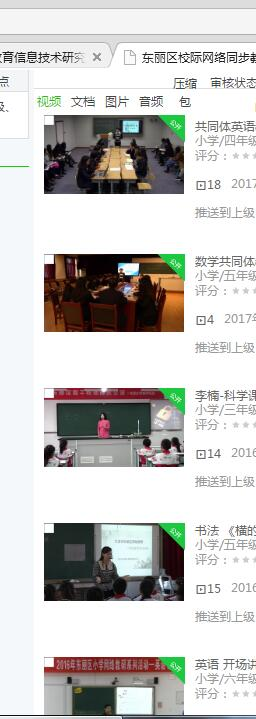 教育信息技术研究
东丽区校际网络同步教
点
级、
压缩 审核状态
视频 文档 图片 音频 包
公开
共同体英语
小学/四年级
评分：
18 2017
推送到上级
公开
数学共同体
小学/五年级
评分：
4 2017年
推送到上级
公开
李楠-科学课
小学/三年级
评分：
14 2016
推送到上级
公开
书法 《横的
小学/五年级
评分：
15 2016
推送到上级
公开
2016年东丽区小学网络教研系列活动—英语
英语 开场讲
小学/六年级
评分：